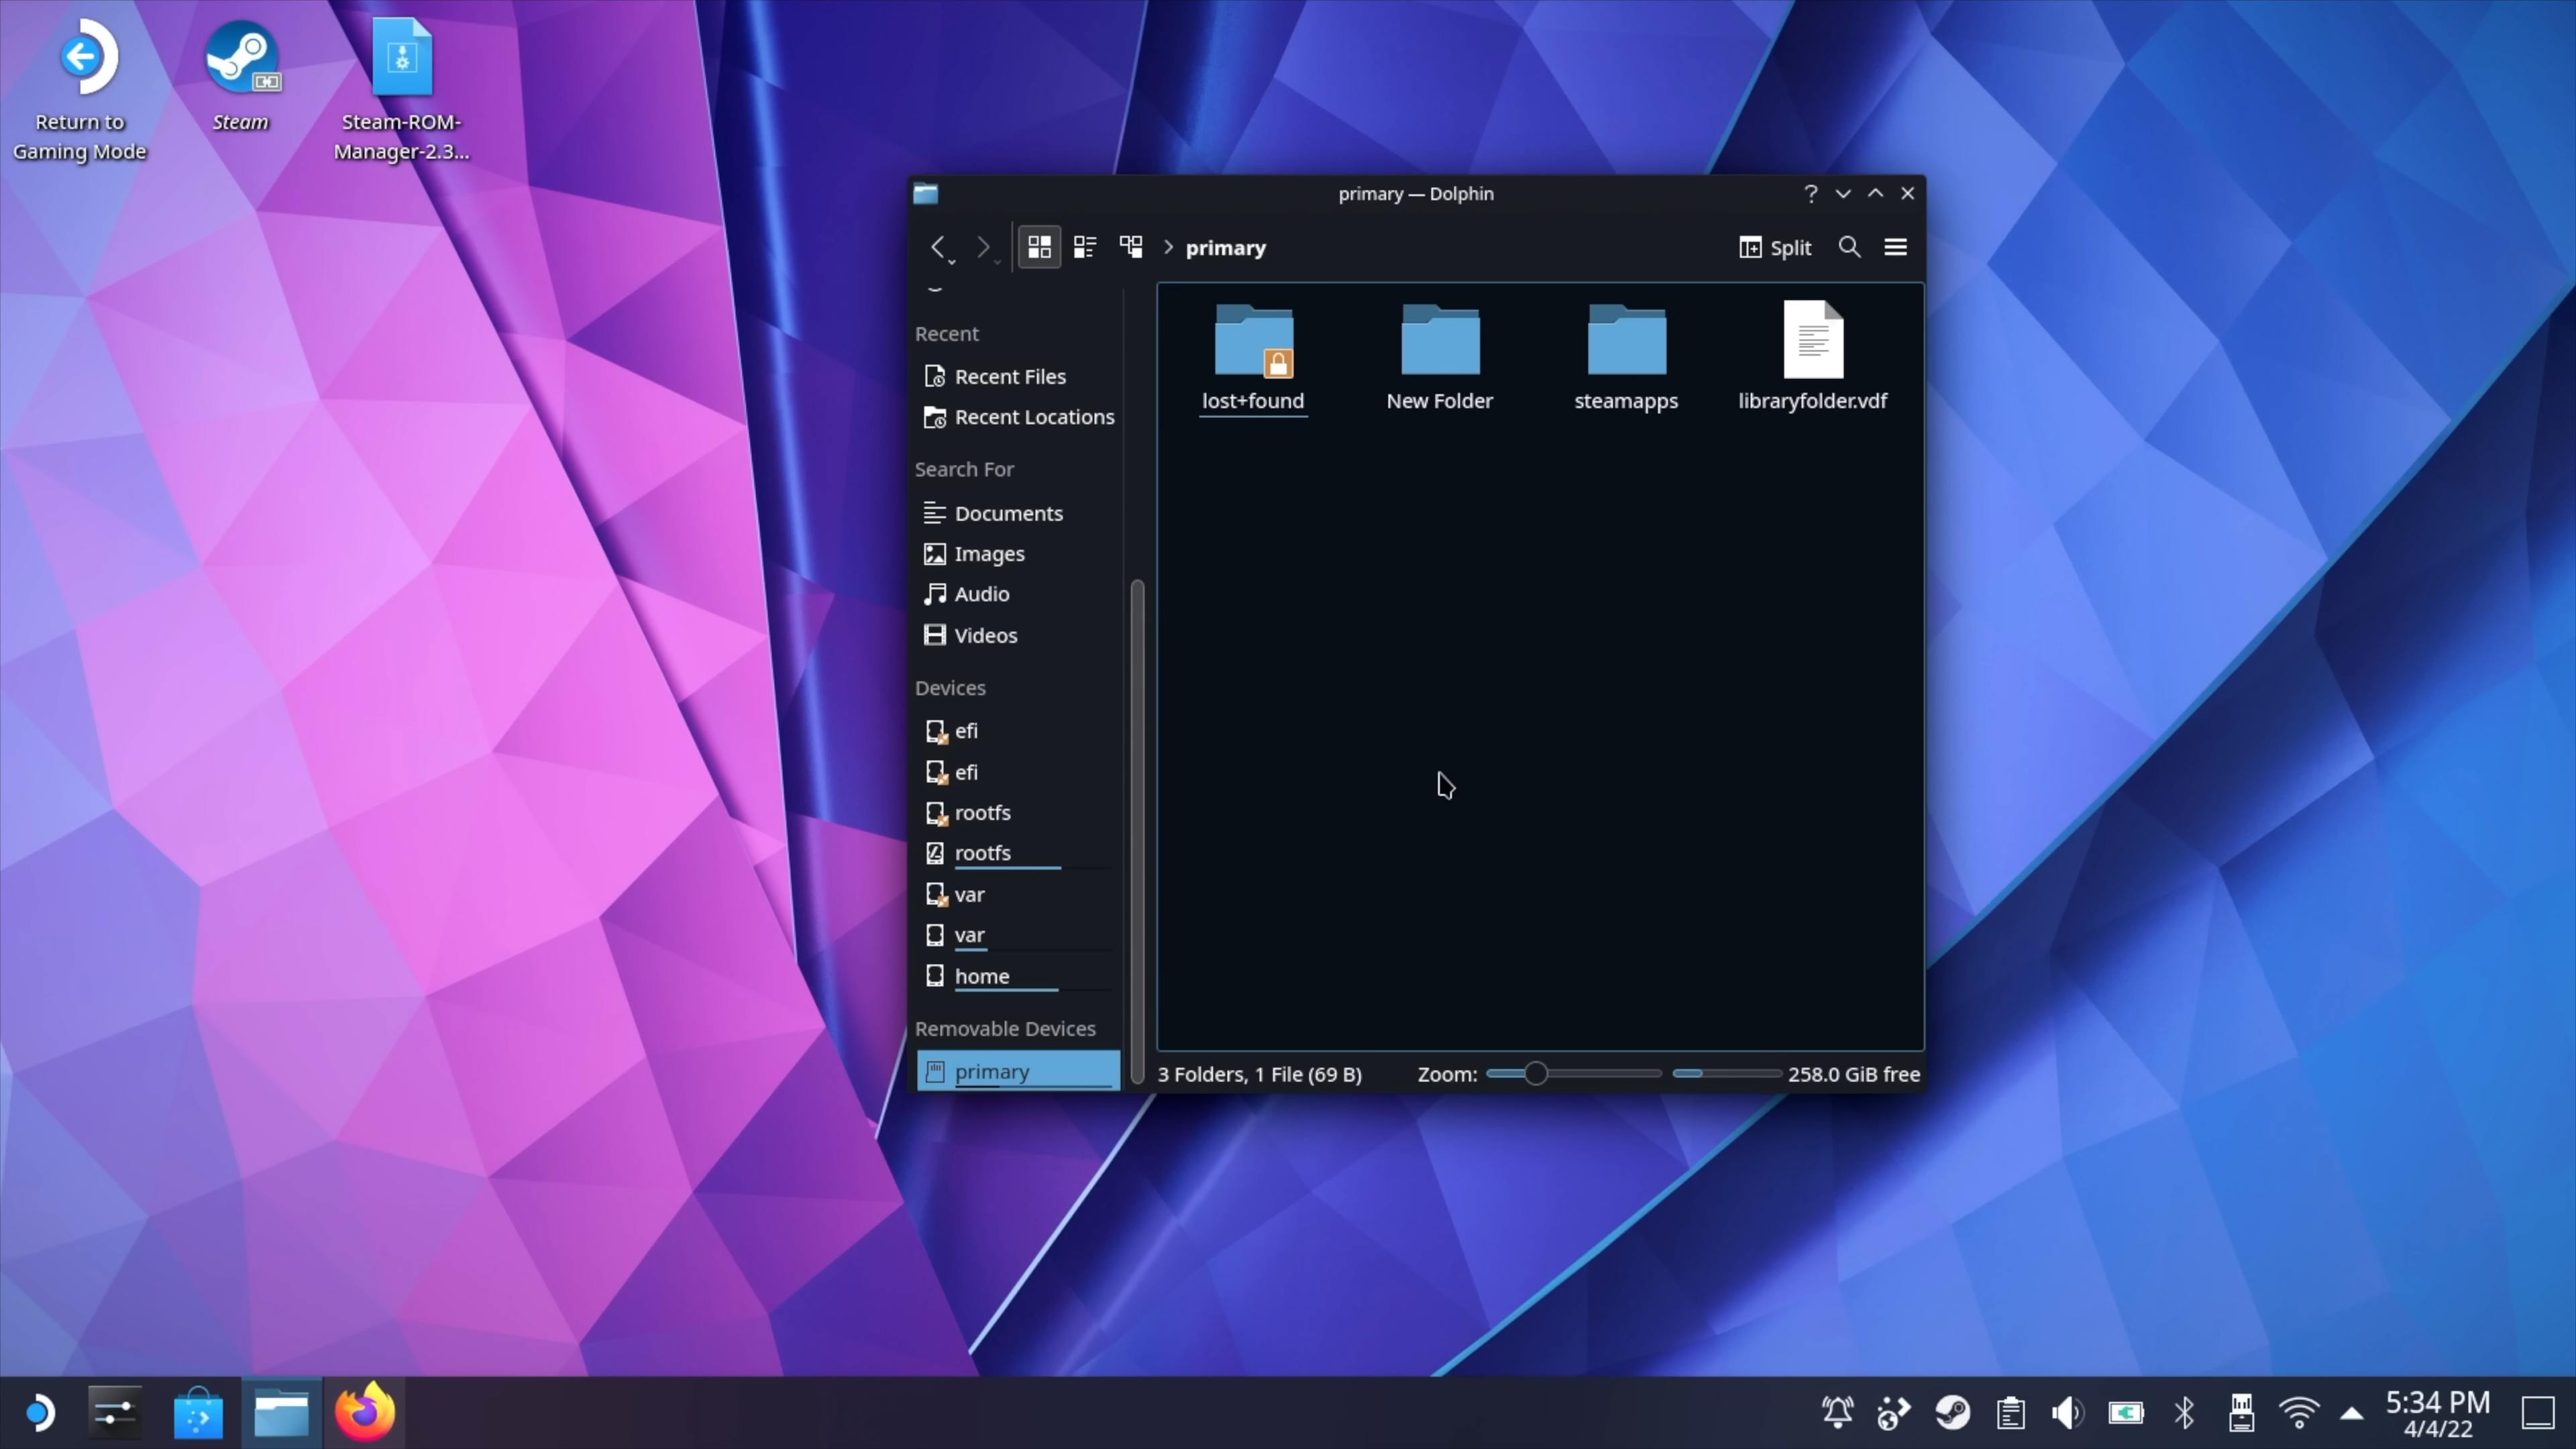 Return to
Gaming Mode
Steam
Steam-ROM-
Manager-2.3...
primary — Dolphin
primary
Split
Recent
Recent Files
Recent Locations
Search For
Documents
Images
Audio
Videos
Devices
efi
efi
rootfs
rootfs
var
var
home
Removable Devices
primary
lost+found
New Folder
steamapps
libraryfolder.vdf
3 Folders, 1 File (69 B)
Zoom:
258.0 GiB free
5:34 PM
4/4/22